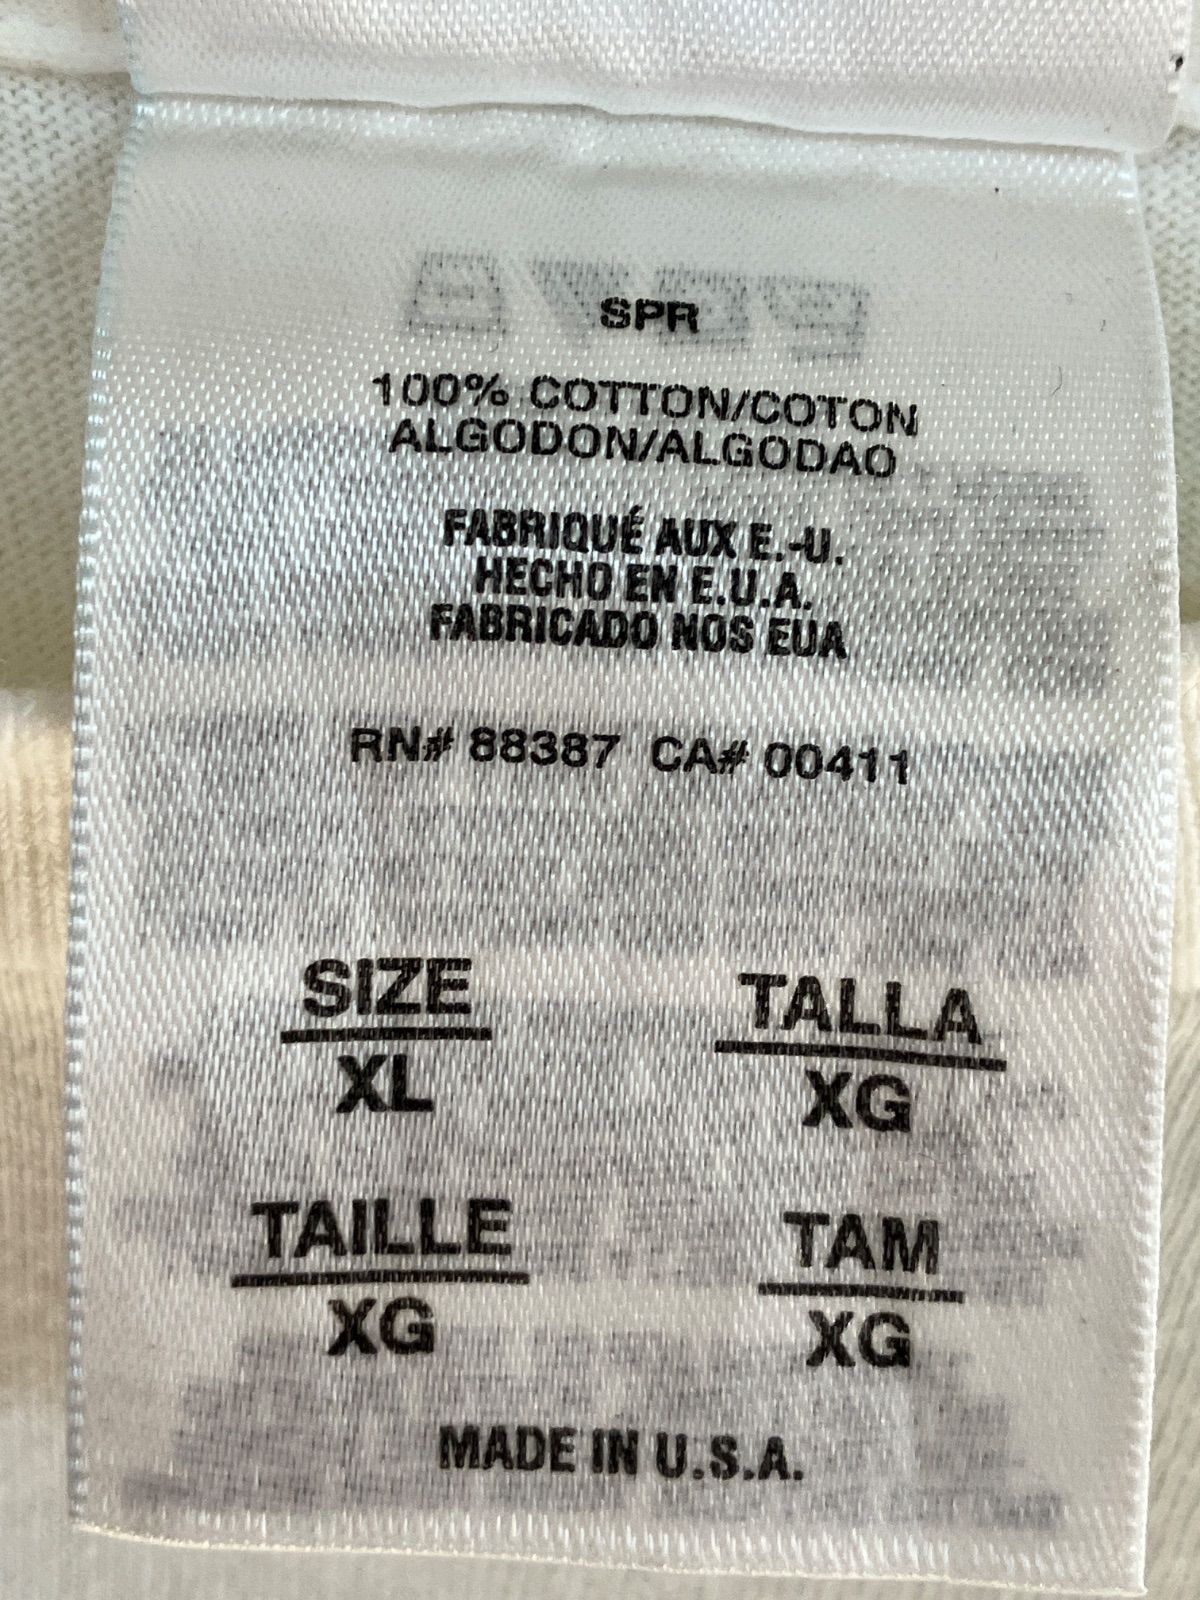 SPR
100% COTTON/COTON
ALGODON/ALGODAO
FABRIQUÉ AUX E.-U.
HECHO EN E.U.A.
FABRICADO NOS EUA
RN# 88387 CA# 00411
SIZE TALLA
XL XG
TAILLE TAM
XG XG
MADE IN U.S.A.